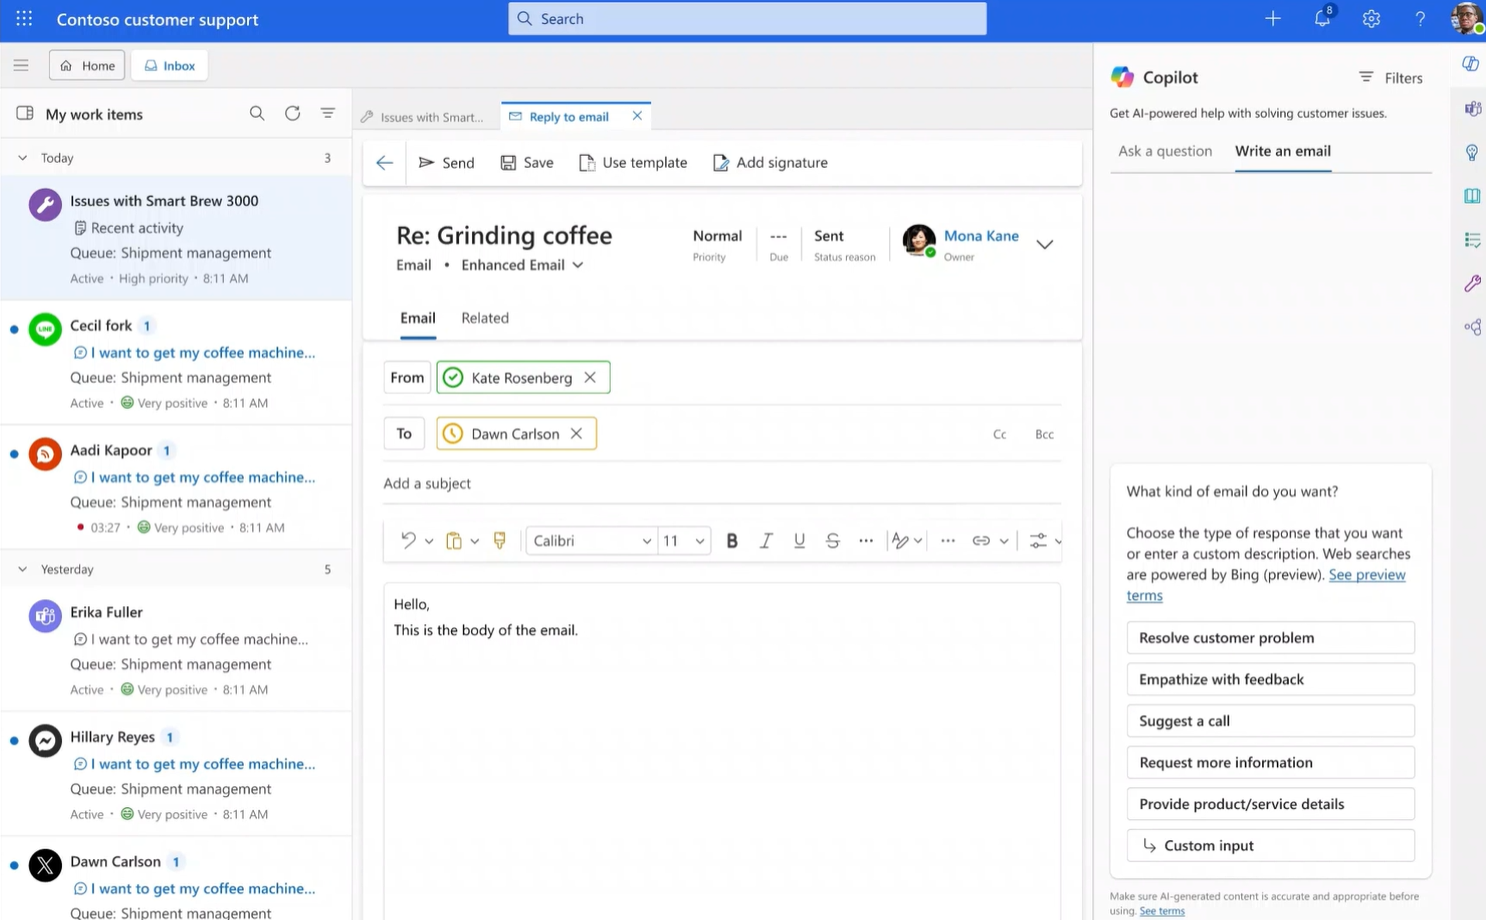 Contoso customer support
Search
8
Home
Inbox
My work items
Today
3
Issues with Smart Brew 3000
Recent activity
Queue: Shipment management
Active · High priority · 8:11 AM
Cecil fork 1
LINE
I want to get my coffee machine...
Queue: Shipment management
Active · Very positive · 8:11 AM
Aadi Kapoor 1
I want to get my coffee machine...
Queue: Shipment management
03:27 · Very positive · 8:11 AM
Yesterday
5
Erika Fuller
I want to get my coffee machine...
Queue: Shipment management
Active · Very positive · 8:11 AM
Hillary Reyes 1
I want to get my coffee machine...
Queue: Shipment management
Active · Very positive · 8:11 AM
Dawn Carlson 1
I want to get my coffee machine...
Queue: Shipment management
Issues with Smart...
Reply to email
Send
Save
Use template
Add signature
Re: Grinding coffee
Email • Enhanced Email
Normal
Priority
---
Due
Sent
Status reason
Mona Kane
Owner
Email
Related
From
Kate Rosenberg
To
Dawn Carlson
Cc
Bcc
Add a subject
Calibri
11
B
I
U
S
Hello,
This is the body of the email.
Copilot
Filters
Get AI-powered help with solving customer issues.
Ask a question
Write an email
What kind of email do you want?
Choose the type of response that you want
or enter a custom description. Web searches
are powered by Bing (preview). See preview
terms
Resolve customer problem
Empathize with feedback
Suggest a call
Request more information
Provide product/service details
Custom input
Make sure AI-generated content is accurate and appropriate before
using. See terms